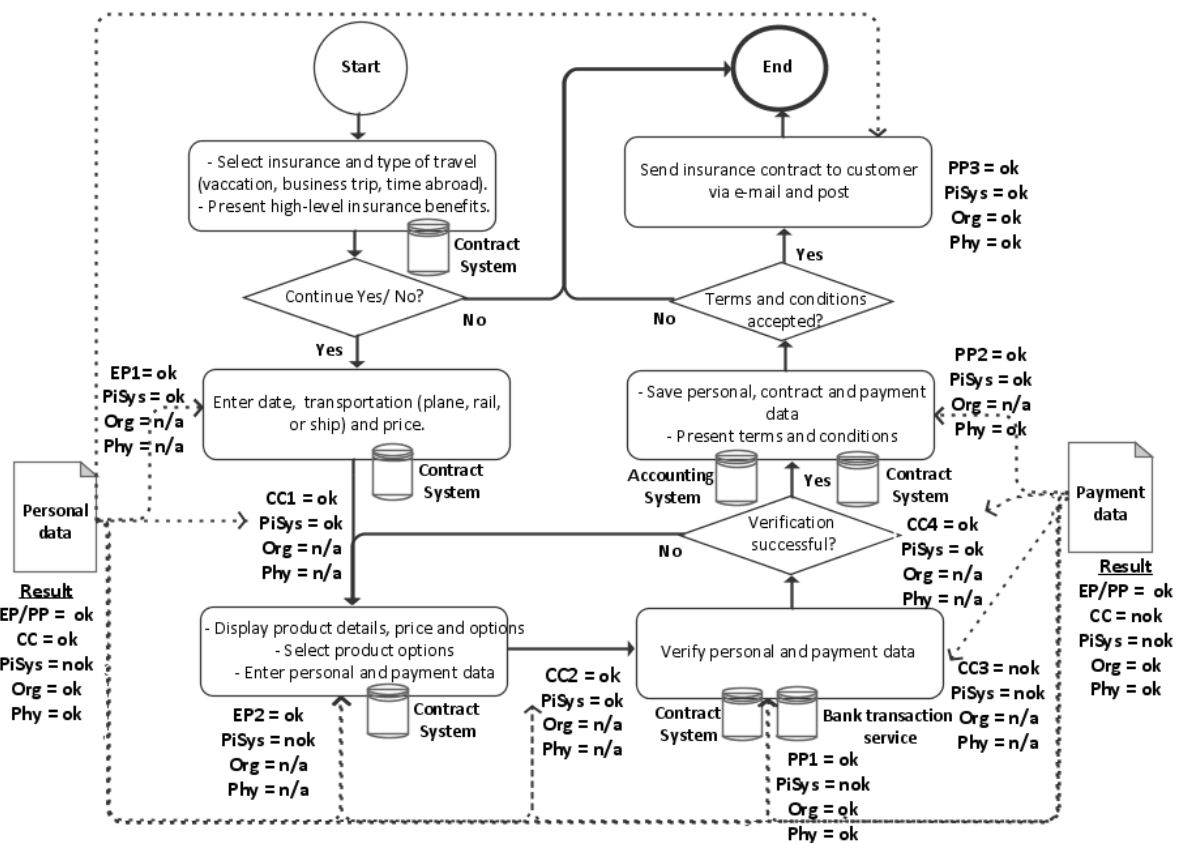 Start
End
- Select insurance and type of travel
(vaccation, business trip, time abroad).
- Present high-level insurance benefits.
Contract
System
Send insurance contract to customer
via e-mail and post
PP3 = ok
PiSys = ok
Org = ok
Phy = ok
Continue Yes/ No?
No
Yes
Yes
Terms and conditions
accepted?
No
EP1= ok
PiSys = ok
Org = n/a
Phy = n/a
Enter date, transportation (plane, rail,
or ship) and price.
Contract
System
- Save personal, contract and payment
data
- Present terms and conditions
Accounting
System
Contract
System
PP2 = ok
PiSys = ok
Org = n/a
Phy = ok
Personal
data
Result
EP/PP = ok
CC = ok
PiSys = nok
Org = ok
Phy = ok
CC1 = ok
PiSys = ok
Org = n/a
Phy = n/a
Yes
Verification
successful?
No
CC4 = ok
PiSys = ok
Org = n/a
Phy = n/a
Payment
data
Result
EP/PP = ok
CC = nok
PiSys = nok
Org = ok
Phy = ok
- Display product details, price and options
- Select product options
- Enter personal and payment data
Contract
System
EP2 = ok
PiSys = nok
Org = n/a
Phy = n/a
CC2 = ok
PiSys = ok
Org = n/a
Phy = n/a
Verify personal and payment data
Contract
System
Bank transaction
service
CC3 = nok
PiSys = nok
Org = n/a
Phy = n/a
PP1 = ok
PiSys = nok
Org = ok
Phy = ok